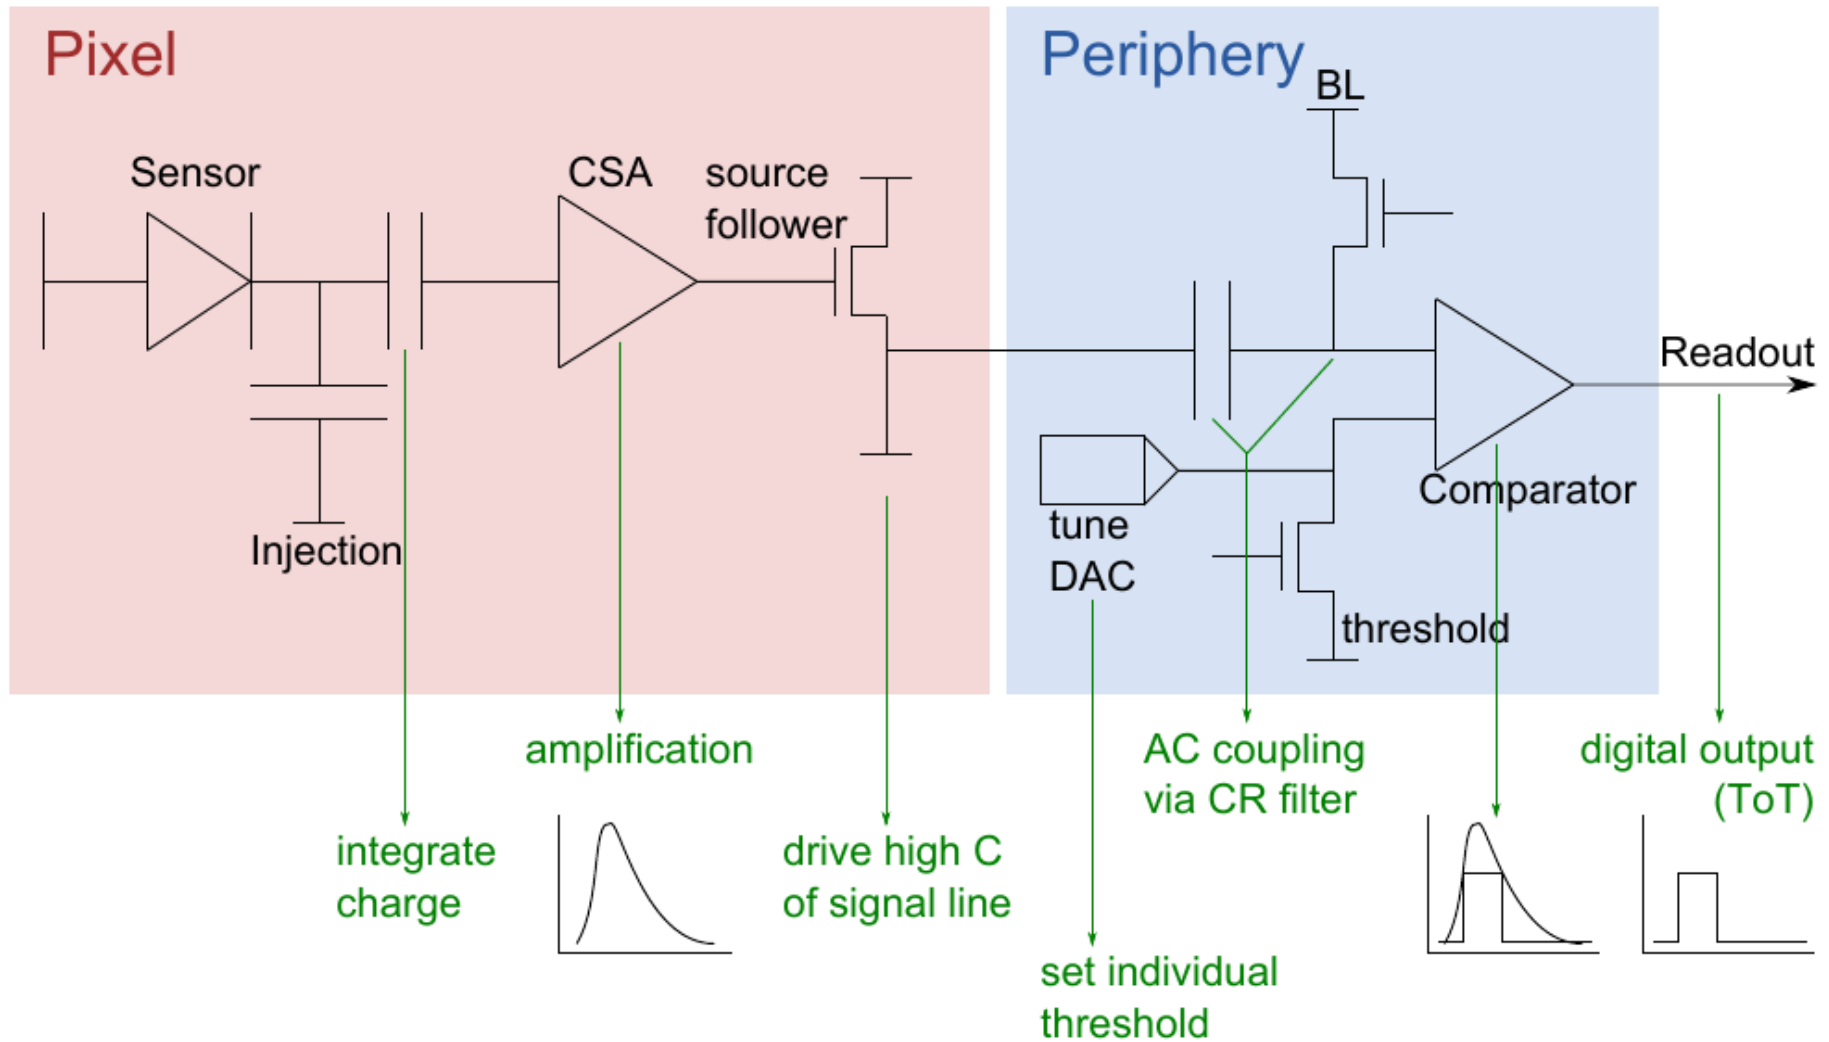 Pixel
Periphery
BL
Sensor
CSA
source
follower
Injection
tune
DAC
Comparator
threshold
Readout
amplification
integrate
charge
drive high C
of signal line
AC coupling
via CR filter
digital output
(ToT)
set individual
threshold